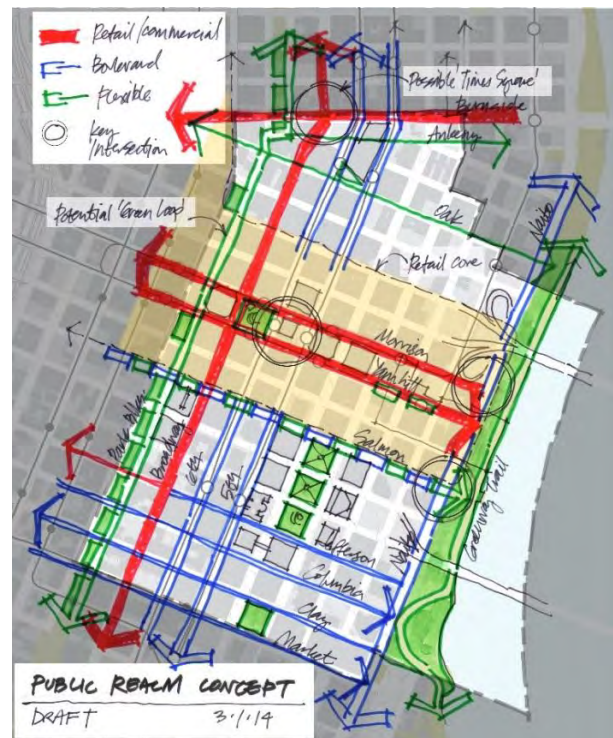 Retail/commercial
Boulevard
Flexible
Key
Intersection
Possible 'Times Square'
Burnside
Ankeny
Potential 'Green Loop'
Oak
Naito
Retail core
Morrison
Yamhill
Salmon
Park Blks
Broadway
6th
5th
Jefferson
Columbia
Clay
Market
Naito
Greenway Trail
PUBLIC REALM CONCEPT
DRAFT 3.1.14